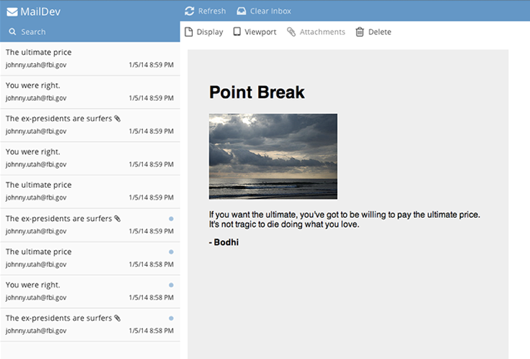 MailDev
Refresh
Clear Inbox
Search
Display
Viewport
Attachments
Delete
The ultimate price
johnny.utah@fbi.gov 1/5/14 8:59 PM
You were right.
johnny.utah@fbi.gov 1/5/14 8:59 PM
The ex-presidents are surfers
johnny.utah@fbi.gov 1/5/14 8:59 PM
You were right.
johnny.utah@fbi.gov 1/5/14 8:59 PM
The ultimate price
johnny.utah@fbi.gov 1/5/14 8:59 PM
The ex-presidents are surfers
johnny.utah@fbi.gov 1/5/14 8:59 PM
The ultimate price
johnny.utah@fbi.gov 1/5/14 8:58 PM
You were right.
johnny.utah@fbi.gov 1/5/14 8:58 PM
The ex-presidents are surfers
johnny.utah@fbi.gov 1/5/14 8:58 PM
Point Break
If you want the ultimate, you've got to be willing to pay the ultimate price.
It's not tragic to die doing what you love.
- Bodhi